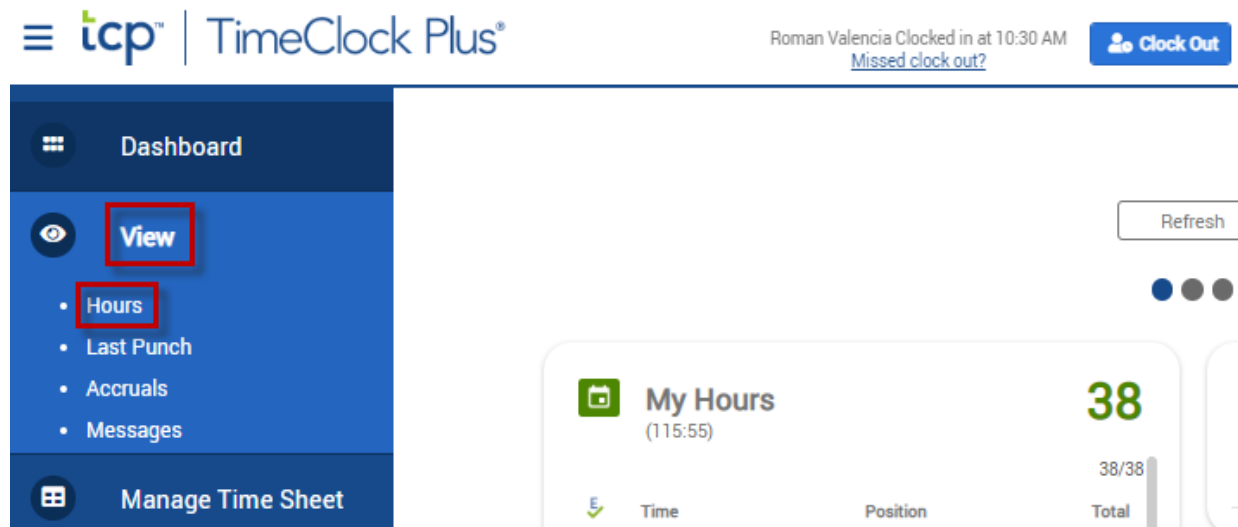 tcp™ | TimeClock Plus®
Roman Valencia Clocked in at 10:30 AM
Missed clock out?
Clock Out
Dashboard
View
• Hours
• Last Punch
• Accruals
• Messages
Manage Time Sheet
Refresh
My Hours
38
(115:55)
38/38
E Time Position Total